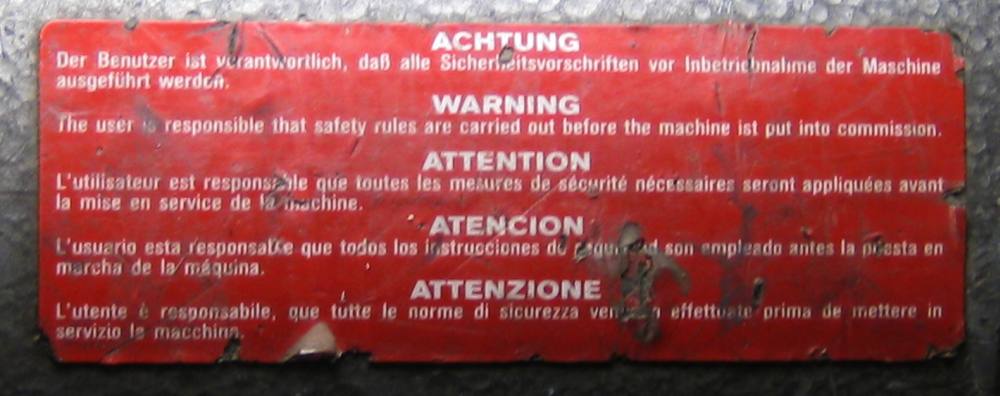 ACHTUNG
Der Benutzer ist verantwortlich, daß alle Sicherheitsvorschriften vor Inbetriebnahme der Maschine
ausgeführt werden.
WARNING
The user is responsible that safety rules are carried out before the machine ist put into commission.
ATTENTION
L'utilisateur est responsable que toutes les mesures de sécurité nécessaires seront appliquées avant
la mise en service de la machine.
ATENCION
L'usuario esta responsable que todos los instrucciones de seguridad son empleado antes la puesta en
marcha de la máquina.
ATTENZIONE
L'utente è responsabile, que tutte le norme di sicurezza effettuate prima de mettere in
servizio la macchina.